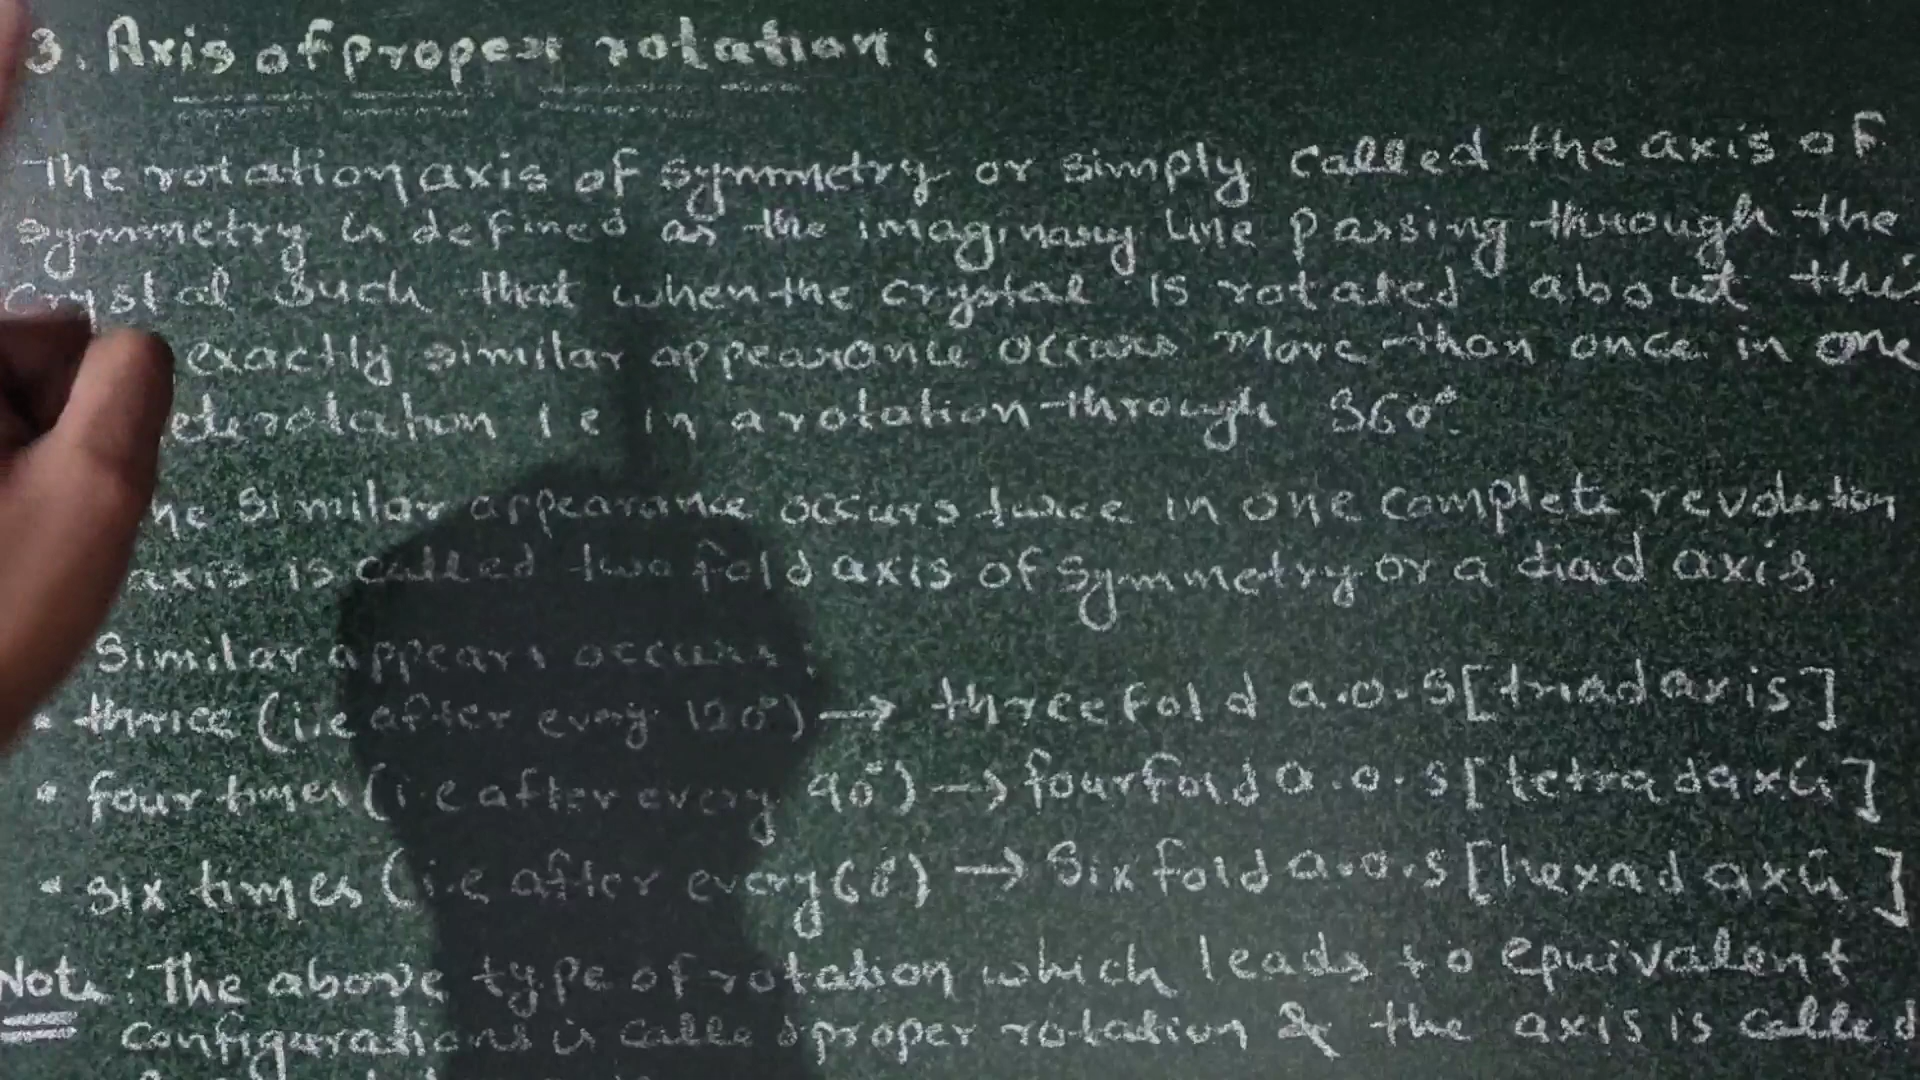 3. Axis of proper rotation :
The rotation axis of symmetry or simply called the axis of
symmetry is defined as the imaginary line passing through the
crystal such that when the crystal is rotated about this
exactly similar appearance occurs more than once in one
rotation i e in a rotation through 360°.
similar appearance occurs twice in one complete revolution
axis is called two fold axis of symmetry or a diad axis.
Similar appears occurs,
• thrice (i.e after every 120°) → threefold a.o.s [triad axis]
• four times (i.e after every 90°) → fourfold a.o.s [tetrad axis]
• six times (i.e after every 60°) → Six fold a.o.s [hexad axis]
Note: The above type of rotation which leads to equivalent
configurations is called proper rotation & the axis is called